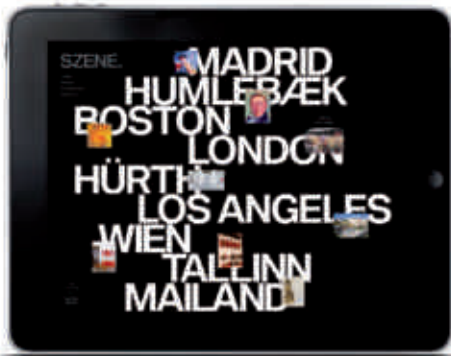 SZENE.
MADRID
HUMLEBÆK
BOSTON
LONDON
HÜRTH
LOS ANGELES
WIEN
TALLINN
MAILAND